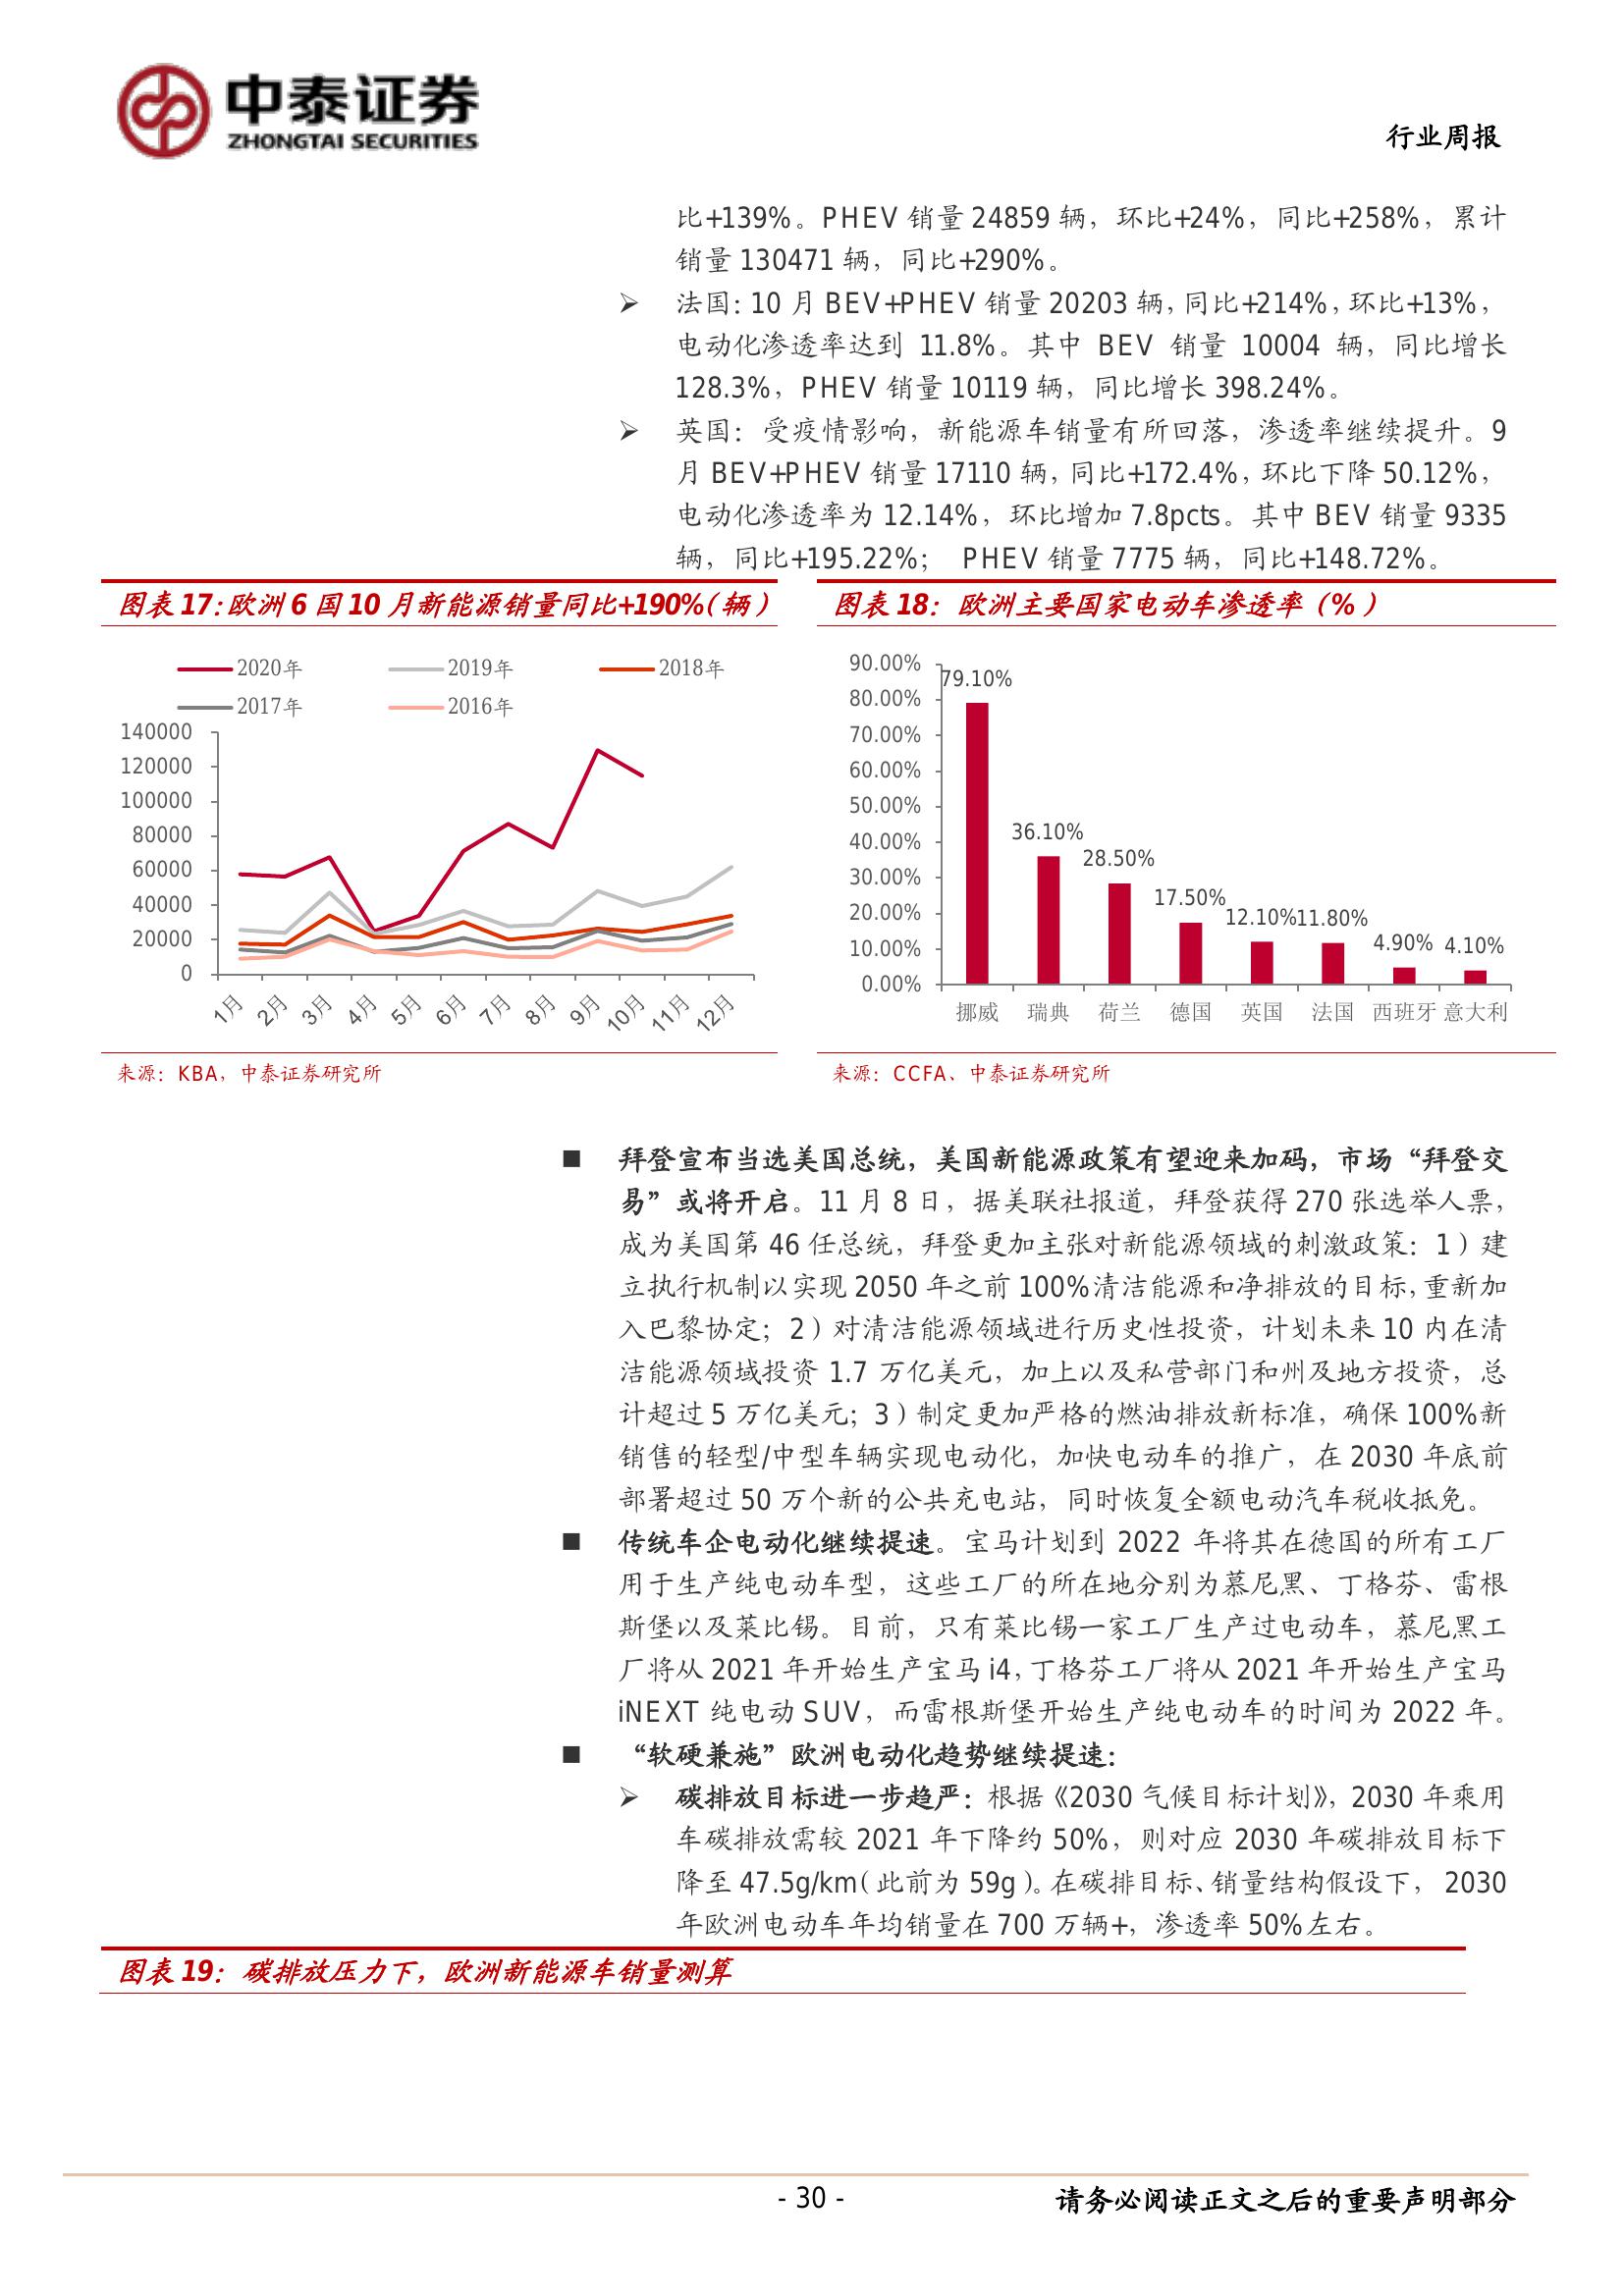 中泰证券
ZHONGTAI SECURITIES
行业周报
比+139%。PHEV 销量 24859 辆，环比+24%，同比+258%，累计
销量 130471 辆，同比+290%。
➢ 法国：10 月 BEV+PHEV 销量 20203 辆，同比+214%，环比+13%，
电动化渗透率达到 11.8%。其中 BEV 销量 10004 辆，同比增长
128.3%，PHEV 销量 10119 辆，同比增长 398.24%。
➢ 英国：受疫情影响，新能源车销量有所回落，渗透率继续提升。9
月 BEV+PHEV 销量 17110 辆，同比+172.4%，环比下降 50.12%，
电动化渗透率为 12.14%，环比增加 7.8pcts。其中 BEV 销量 9335
辆，同比+195.22%； PHEV 销量 7775 辆，同比+148.72%。
图表 17：欧洲 6 国 10 月新能源销量同比+190%（辆）
2020年 2019年 2018年
2017年 2016年
140000
120000
100000
80000
60000
40000
20000
0
1月 2月 3月 4月 5月 6月 7月 8月 9月 10月 11月 12月
来源：KBA，中泰证券研究所
图表 18：欧洲主要国家电动车渗透率（%）
90.00%
80.00%
70.00%
60.00%
50.00%
40.00%
30.00%
20.00%
10.00%
0.00%
79.10%
36.10%
28.50%
17.50%
12.10%
11.80%
4.90%
4.10%
挪威 瑞典 荷兰 德国 英国 法国 西班牙 意大利
来源：CCFA、中泰证券研究所
■ 拜登宣布当选美国总统，美国新能源政策有望迎来加码，市场“拜登交
易”或将开启。11 月 8 日，据美联社报道，拜登获得 270 张选举人票，
成为美国第 46 任总统，拜登更加主张对新能源领域的刺激政策：1）建
立执行机制以实现 2050 年之前 100%清洁能源和净排放的目标，重新加
入巴黎协定；2）对清洁能源领域进行历史性投资，计划未来 10 内在清
洁能源领域投资 1.7 万亿美元，加上以及私营部门和州及地方投资，总
计超过 5 万亿美元；3）制定更加严格的燃油排放新标准，确保 100%新
销售的轻型/中型车辆实现电动化，加快电动车的推广，在 2030 年底前
部署超过 50 万个新的公共充电站，同时恢复全额电动汽车税收抵免。
■ 传统车企电动化继续提速。宝马计划到 2022 年将其在德国的所有工厂
用于生产纯电动车型，这些工厂的所在地分别为慕尼黑、丁格芬、雷根
斯堡以及莱比锡。目前，只有莱比锡一家工厂生产过电动车，慕尼黑工
厂将从 2021 年开始生产宝马 i4，丁格芬工厂将从 2021 年开始生产宝马
iNEXT 纯电动 SUV，而雷根斯堡开始生产纯电动车的时间为 2022 年。
■ “软硬兼施”欧洲电动化趋势继续提速：
➢ 碳排放目标进一步趋严：根据《2030 气候目标计划》，2030 年乘用
车碳排放需较 2021 年下降约 50%，则对应 2030 年碳排放目标下
降至 47.5g/km（此前为 59g）。在碳排目标、销量结构假设下， 2030
年欧洲电动车年均销量在 700 万辆+，渗透率 50%左右。
图表 19：碳排放压力下，欧洲新能源车销量测算
- 30 -
请务必阅读正文之后的重要声明部分